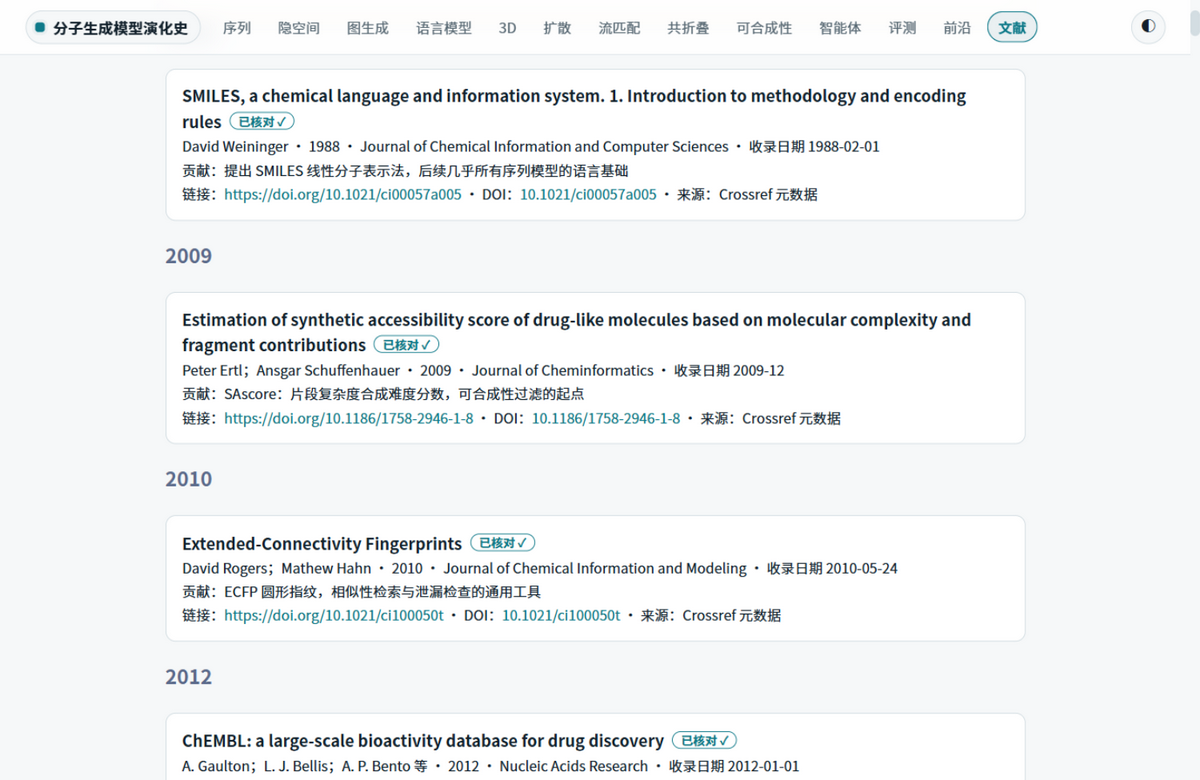 分子生成模型演化史 序列 隐空间 图生成 语言模型 3D 扩散 流匹配 共折叠 可合成性 智能体 评测 前沿 文献
SMILES, a chemical language and information system. 1. Introduction to methodology and encoding
rules 已核对 ✓
David Weininger • 1988 • Journal of Chemical Information and Computer Sciences • 收录日期 1988-02-01
贡献：提出 SMILES 线性分子表示法，后续几乎所有序列模型的语言基础
链接：https://doi.org/10.1021/ci00057a005 • DOI：10.1021/ci00057a005 • 来源：Crossref 元数据
2009
Estimation of synthetic accessibility score of drug-like molecules based on molecular complexity and
fragment contributions 已核对 ✓
Peter Ertl；Ansgar Schuffenhauer • 2009 • Journal of Cheminformatics • 收录日期 2009-12
贡献：SAscore：片段复杂度合成难度分数，可合成性过滤的起点
链接：https://doi.org/10.1186/1758-2946-1-8 • DOI：10.1186/1758-2946-1-8 • 来源：Crossref 元数据
2010
Extended-Connectivity Fingerprints 已核对 ✓
David Rogers；Mathew Hahn • 2010 • Journal of Chemical Information and Modeling • 收录日期 2010-05-24
贡献：ECFP 圆形指纹，相似性检索与泄漏检查的通用工具
链接：https://doi.org/10.1021/ci100050t • DOI：10.1021/ci100050t • 来源：Crossref 元数据
2012
ChEMBL: a large-scale bioactivity database for drug discovery 已核对 ✓
A. Gaulton；L. J. Bellis；A. P. Bento 等 • 2012 • Nucleic Acids Research • 收录日期 2012-01-01